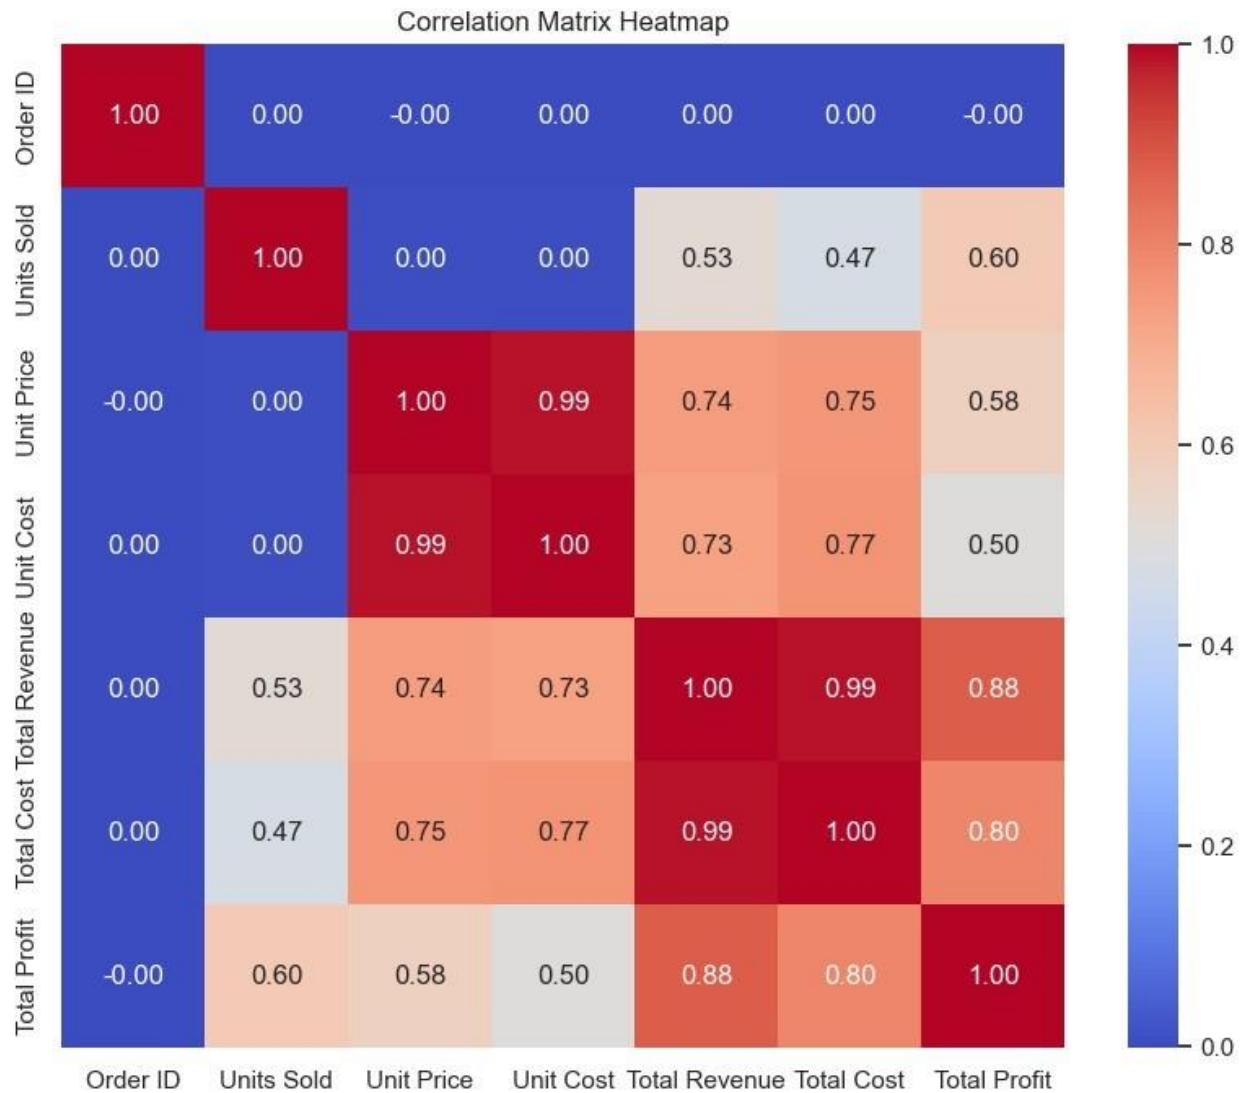 Correlation Matrix Heatmap
Order ID 1.00 0.00 -0.00 0.00 0.00 0.00 -0.00
Units Sold 0.00 1.00 0.00 0.00 0.53 0.47 0.60
Unit Price -0.00 0.00 1.00 0.99 0.74 0.75 0.58
Unit Cost 0.00 0.00 0.99 1.00 0.73 0.77 0.50
Total Revenue 0.00 0.53 0.74 0.73 1.00 0.99 0.88
Total Cost 0.00 0.47 0.75 0.77 0.99 1.00 0.80
Total Profit -0.00 0.60 0.58 0.50 0.88 0.80 1.00
Order ID Units Sold Unit Price Unit Cost Total Revenue Total Cost Total Profit
1.0
0.8
0.6
0.4
0.2
0.0